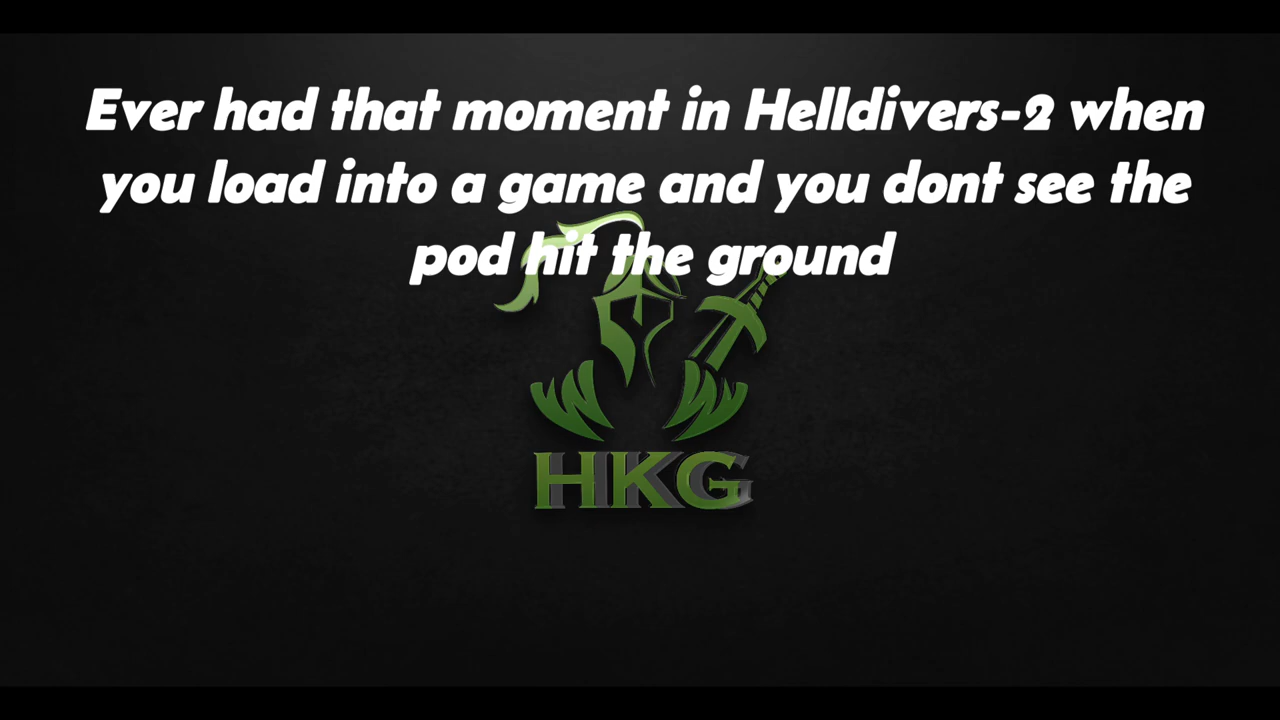 Ever had that moment in Helldivers-2 when
you load into a game and you dont see the
pod hit the ground
HKG